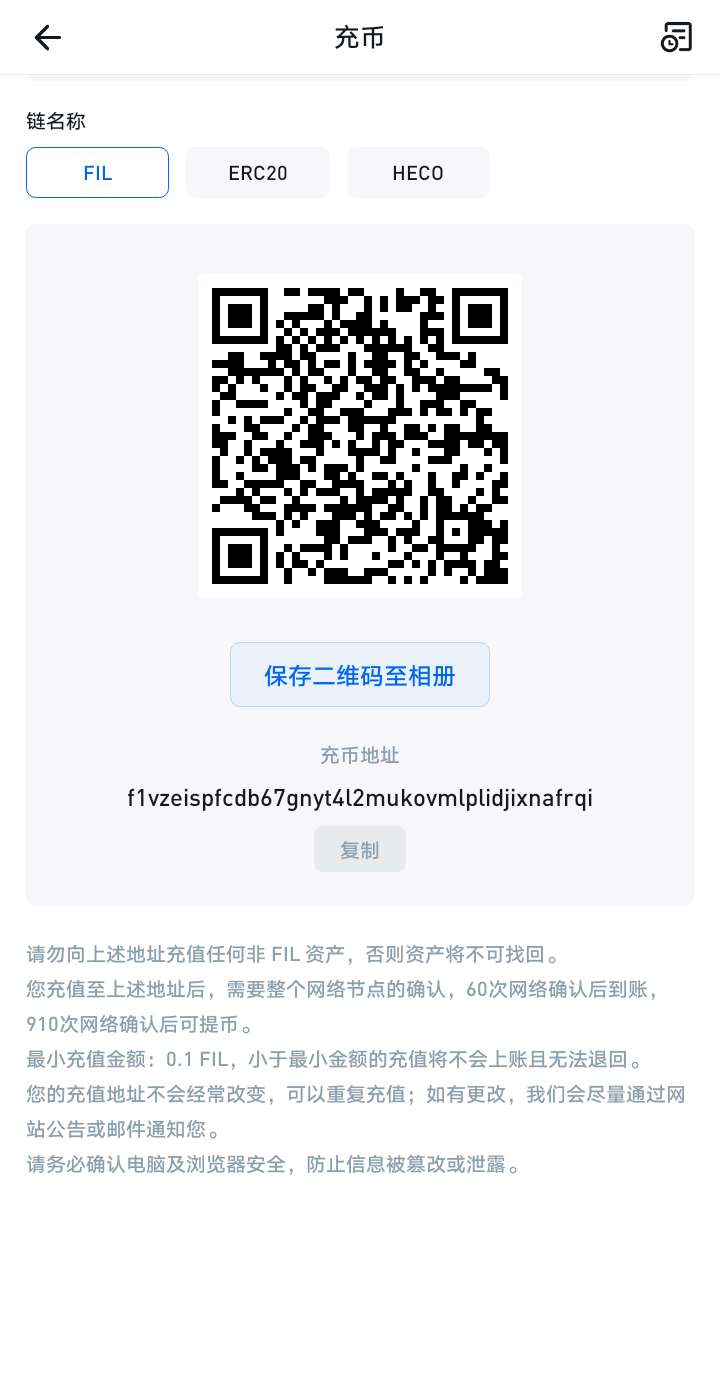 充币
链名称
FIL
ERC20
HECO
保存二维码至相册
充币地址
f1vzeispfcdb67gnyt4l2mukovmlplidjixnafrqi
复制
请勿向上述地址充值任何非 FIL 资产，否则资产将不可找回。
您充值至上述地址后，需要整个网络节点的确认，60次网络确认后到账，
910次网络确认后可提币。
最小充值金额：0.1 FIL，小于最小金额的充值将不会上账且无法退回。
您的充值地址不会经常改变，可以重复充值；如有更改，我们会尽量通过网
站公告或邮件通知您。
请务必确认电脑及浏览器安全，防止信息被篡改或泄露。